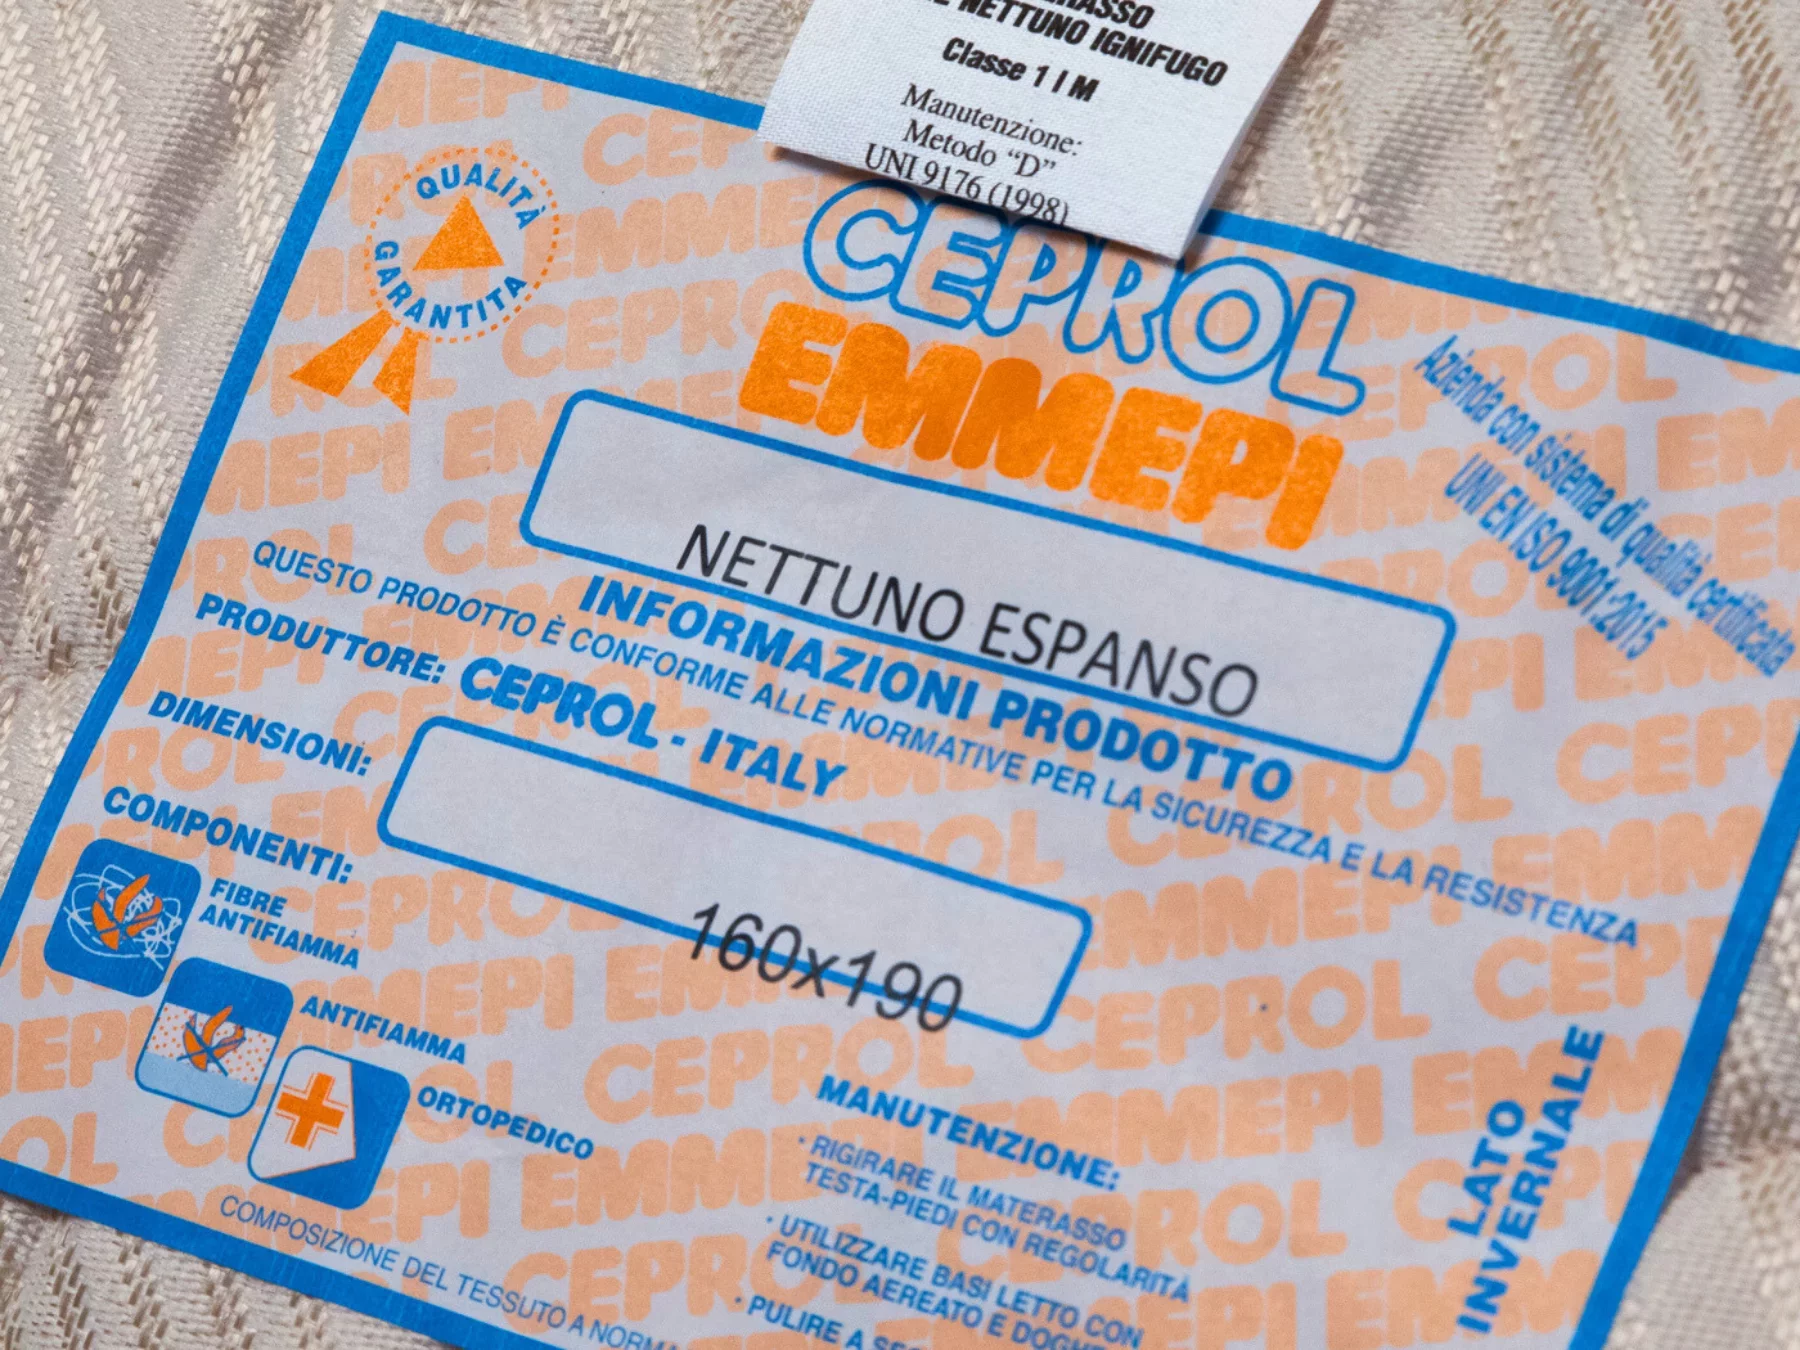 NETTUNO IGNIFUGO
Classe 1 I M
Manutenzione:
Metodo “D”
UNI 9176 (1998)
QUALITÀ
GARANTITA
CEPROL
EMMEPI
Azienda con sistema di qualità certificata
UNI EN ISO 9001:2015
NETTUNO ESPANSO
INFORMAZIONI PRODOTTO
QUESTO PRODOTTO È CONFORME ALLE NORMATIVE PER LA SICUREZZA E LA RESISTENZA
PRODUTTORE: CEPROL - ITALY
DIMENSIONI:
160x190
COMPONENTI:
FIBRE
ANTIFIAMMA
ANTIFIAMMA
ORTOPEDICO
MANUTENZIONE:
· RIGIRARE IL MATERASSO
TESTA-PIEDI CON REGOLARITÀ
· UTILIZZARE BASI LETTO CON
FONDO AEREATO E
· PULIRE A
LATO
INVERNALE
COMPOSIZIONE DEL TESSUTO A